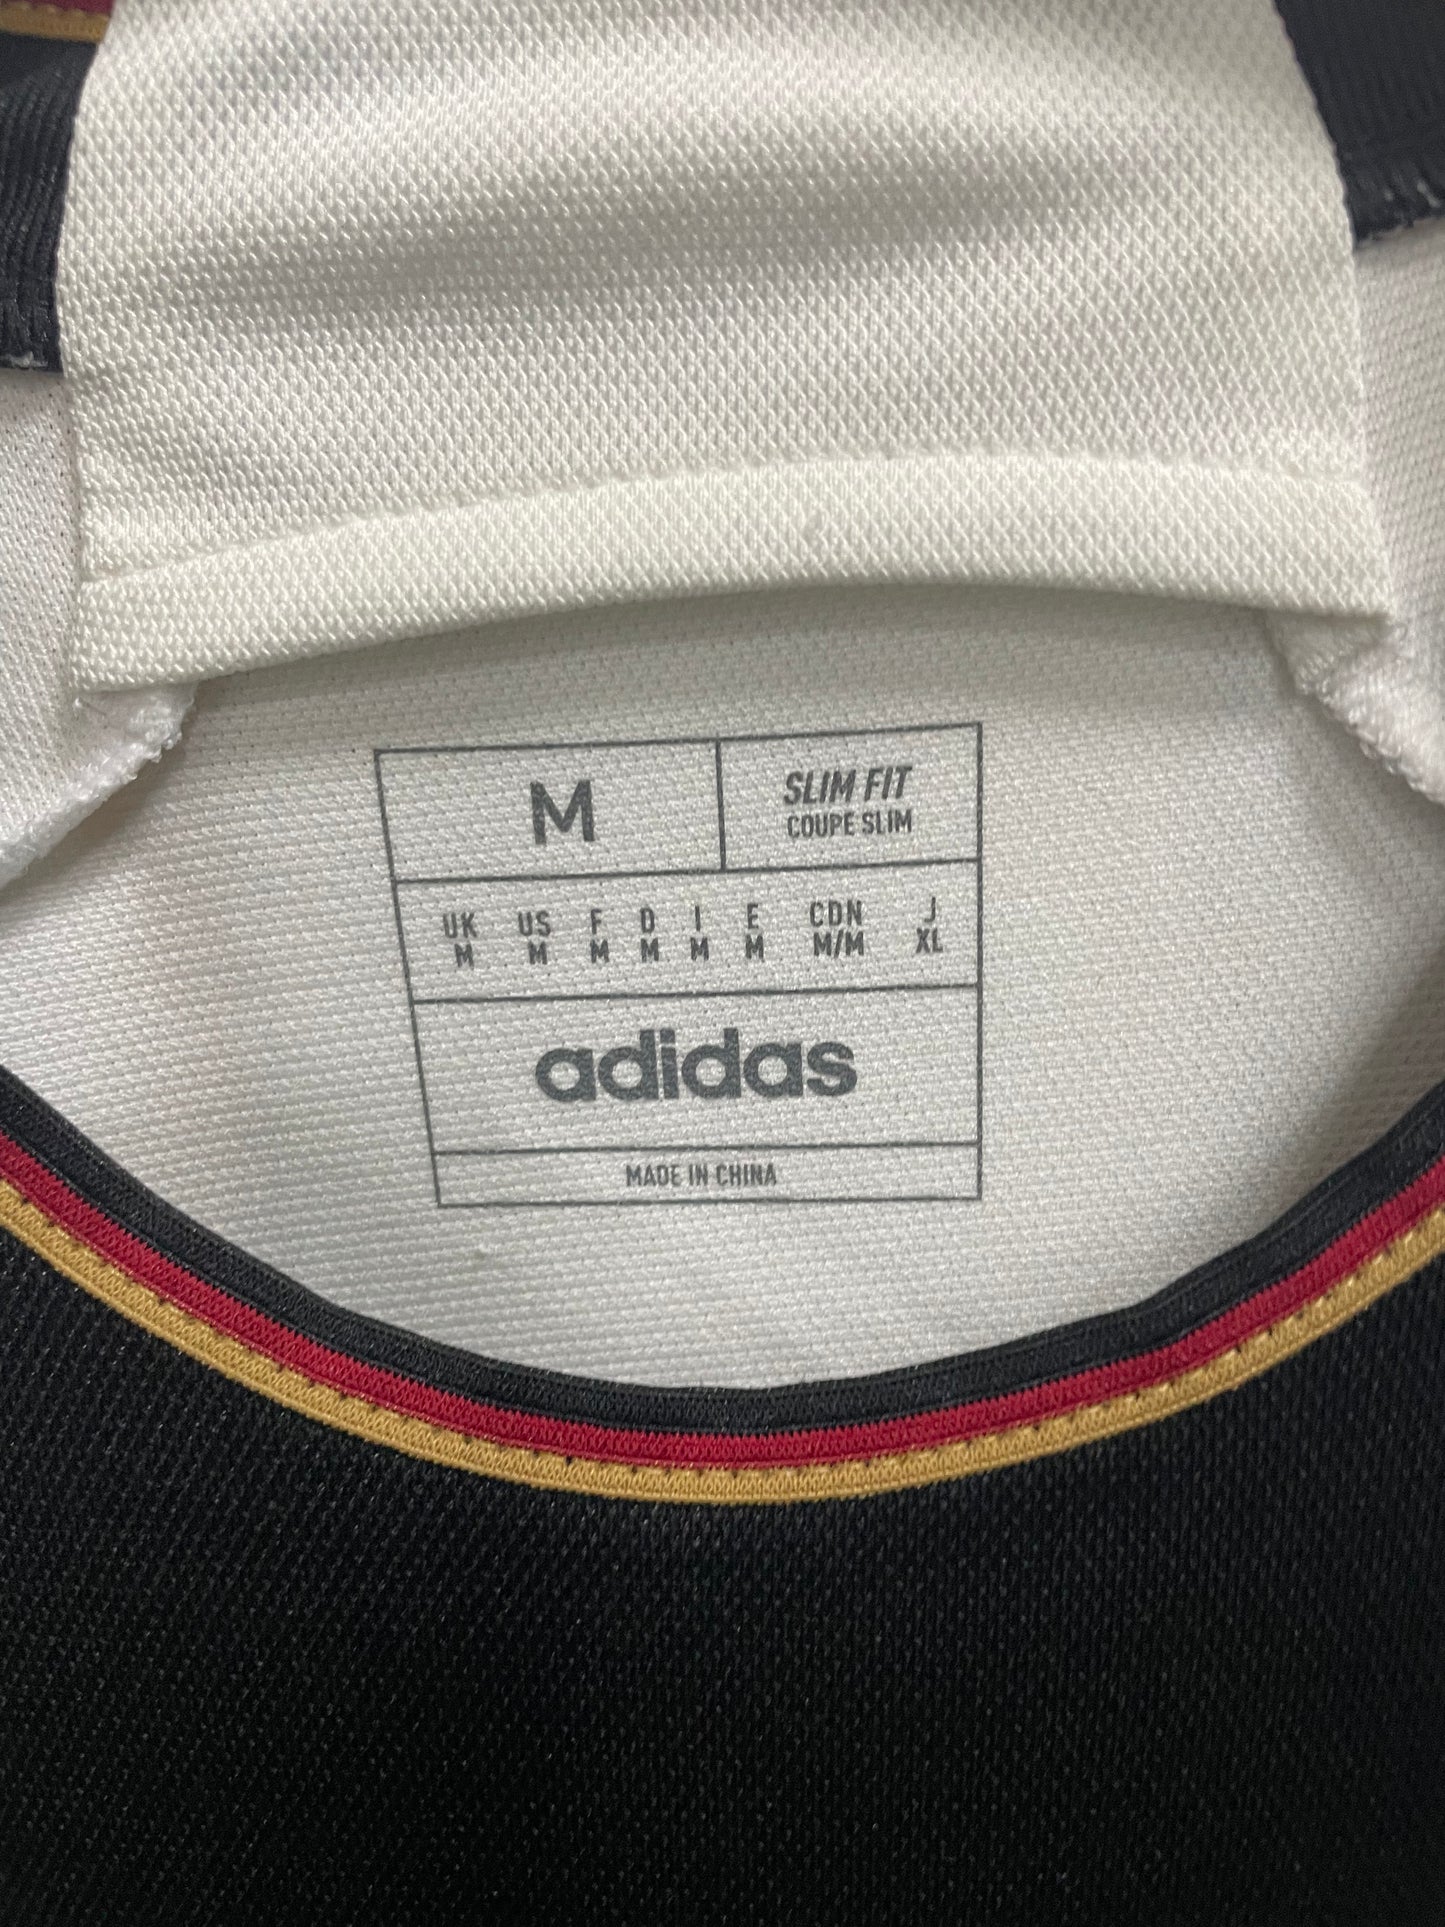 M
SLIM FIT
COUPE SLIM
UK US F D I E CDN J
M M M M M M M/M XL
adidas
MADE IN CHINA